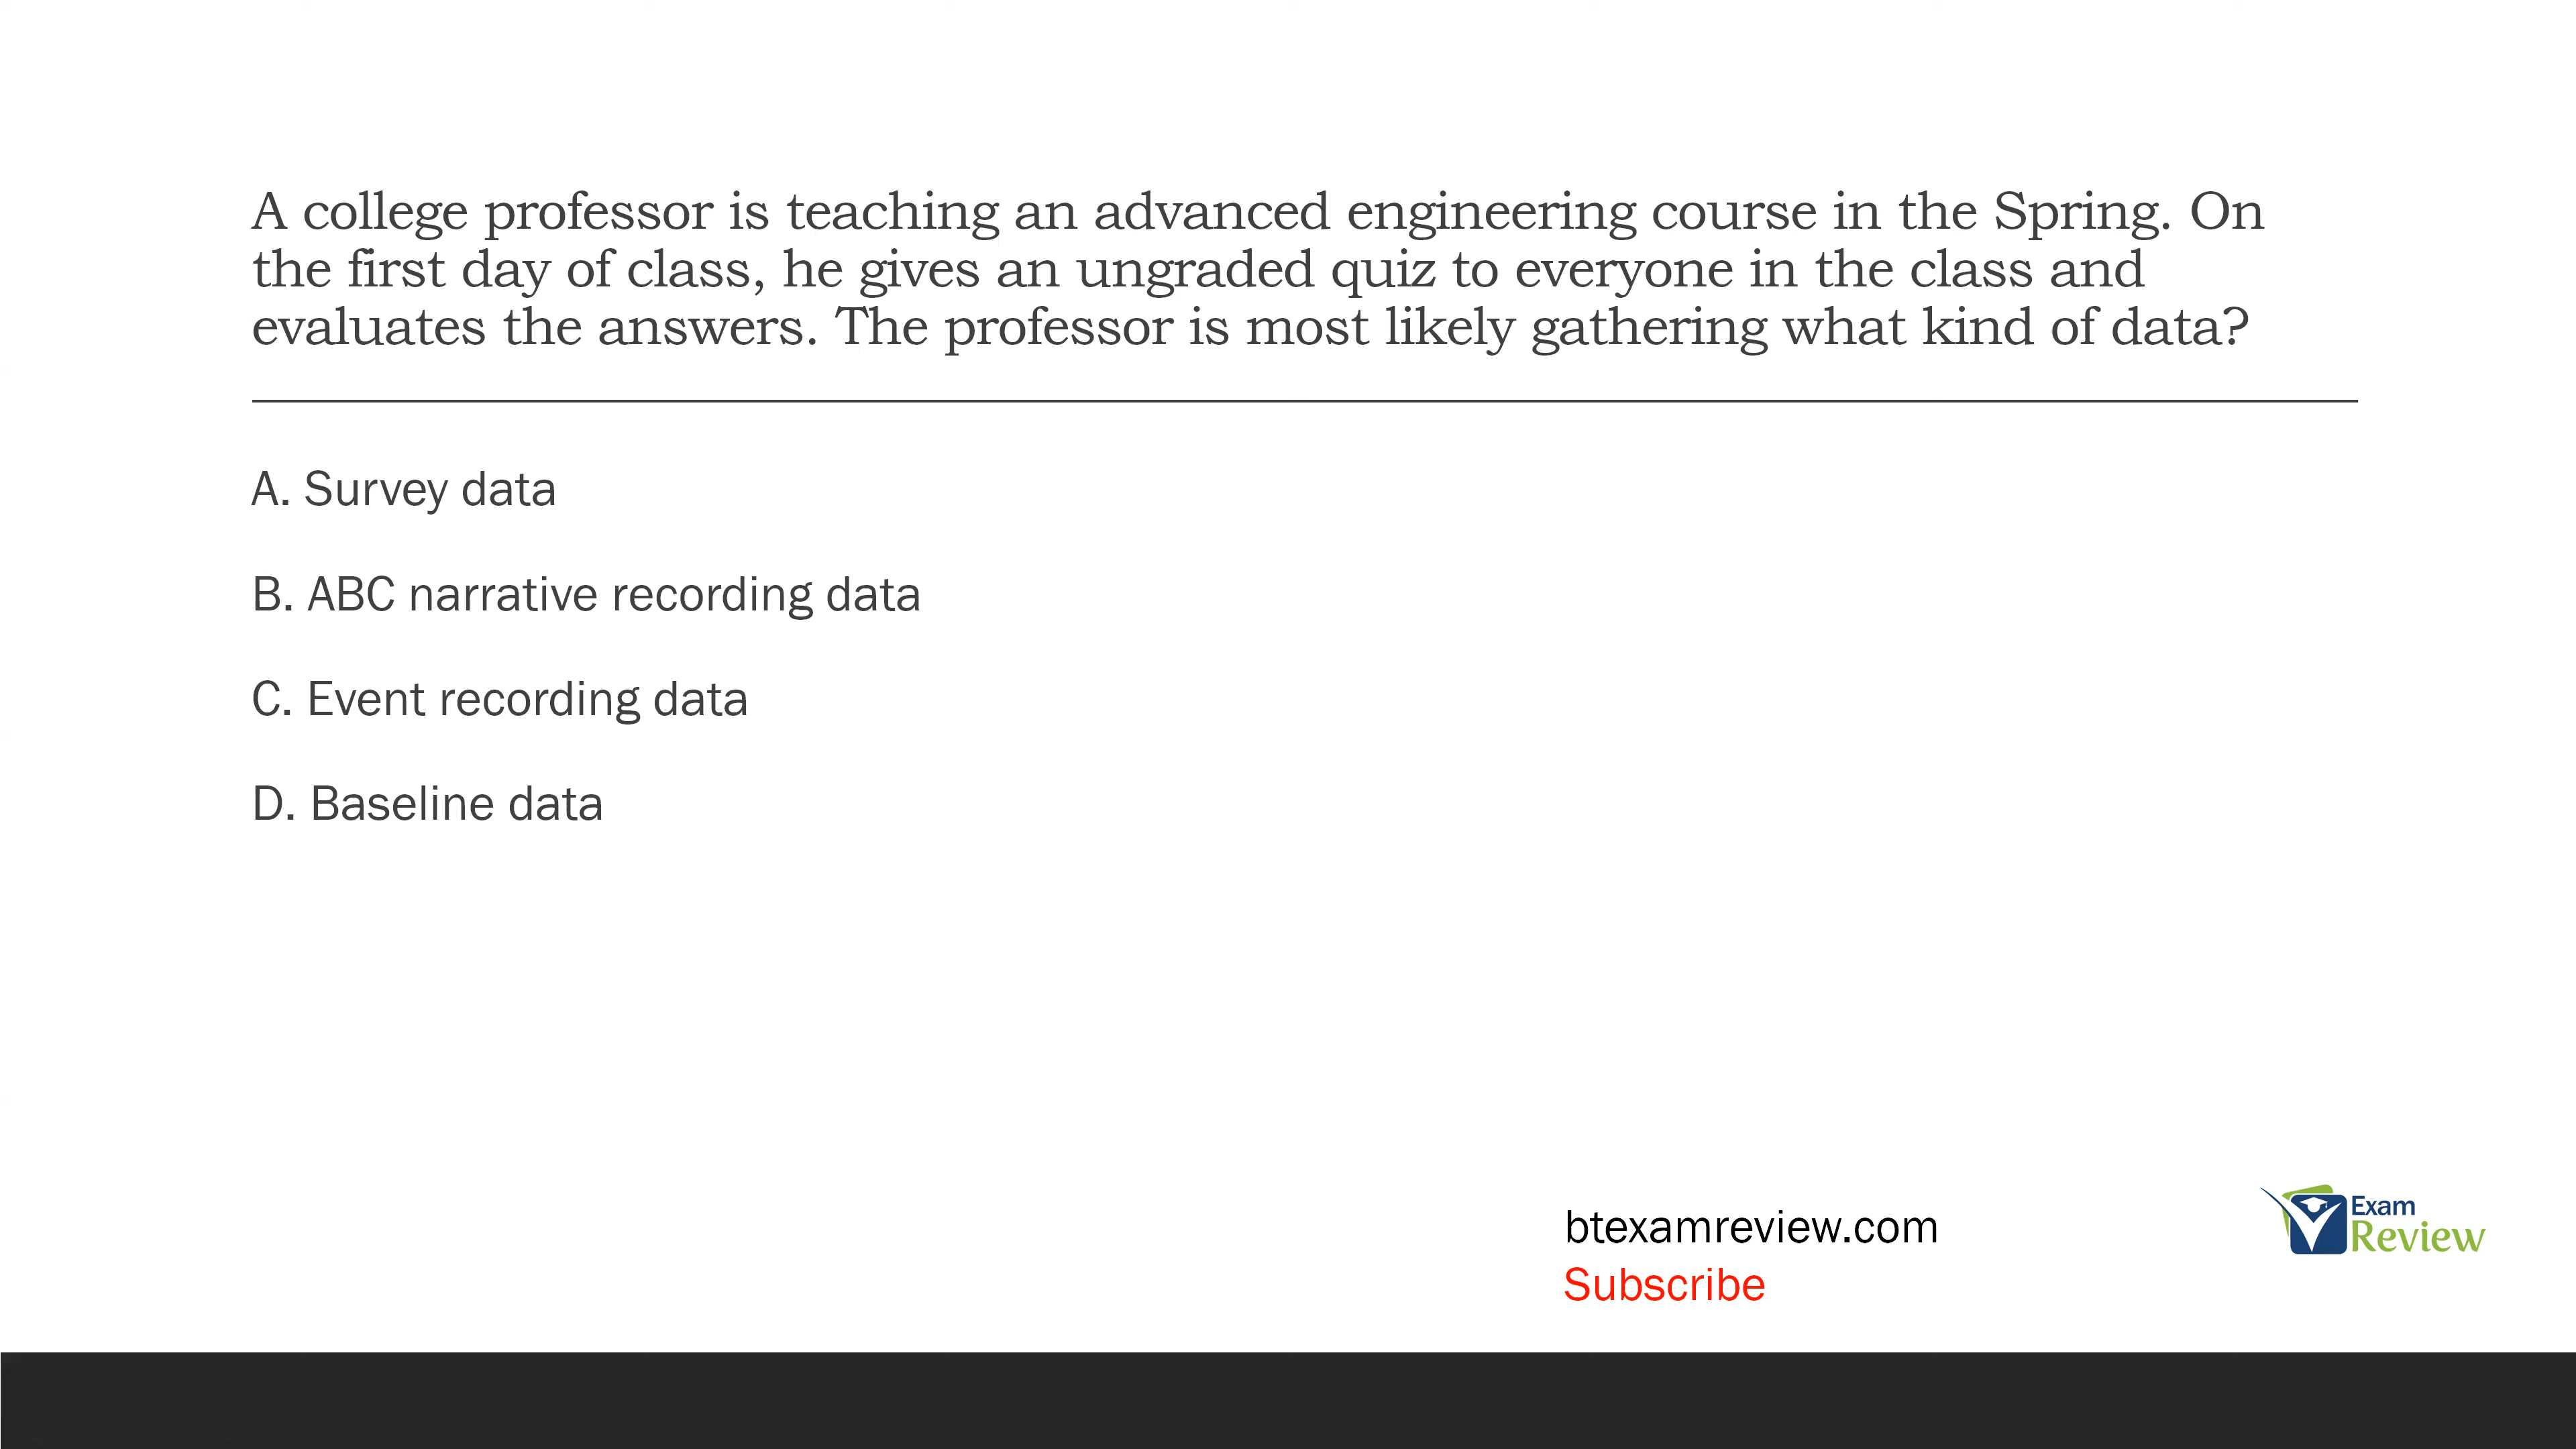 A college professor is teaching an advanced engineering course in the Spring. On
the first day of class, he gives an ungraded quiz to everyone in the class and
evaluates the answers. The professor is most likely gathering what kind of data?
A. Survey data
B. ABC narrative recording data
C. Event recording data
D. Baseline data
btexamreview.com
Subscribe
Exam
Review